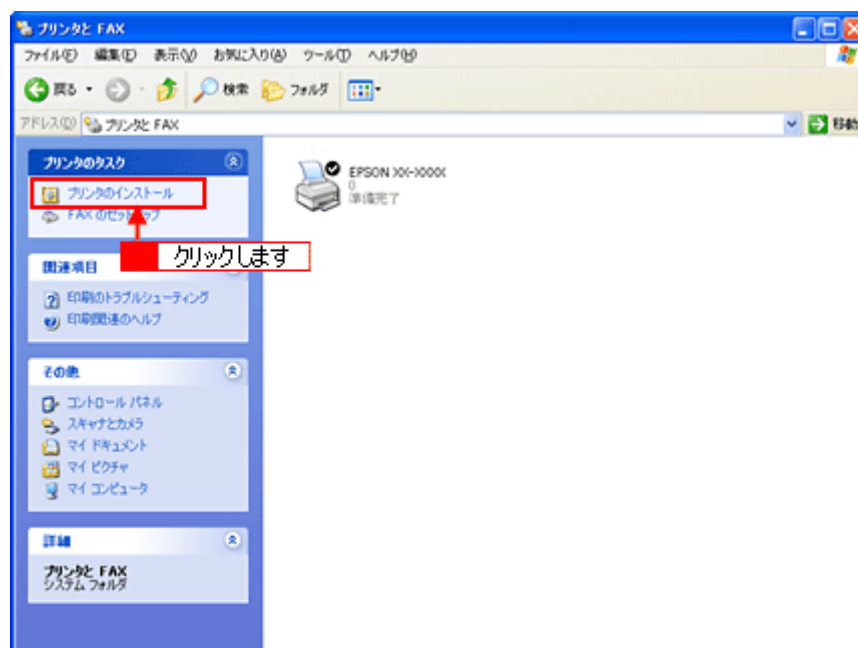 プリンタと FAX
ファイル(F) 編集(E) 表示(V) お気に入り(A) ツール(T) ヘルプ(H)
戻る 検索 フォルダ
アドレス(D) プリンタと FAX 移動
プリンタのタスク
プリンタのインストール
FAX のセットアップ
クリックします
関連項目
印刷のトラブルシューティング
印刷関連のヘルプ
その他
コントロール パネル
スキャナとカメラ
マイ ドキュメント
マイ ピクチャ
マイ コンピュータ
詳細
プリンタと FAX
システム フォルダ
EPSON XX-XXXX
0
準備完了